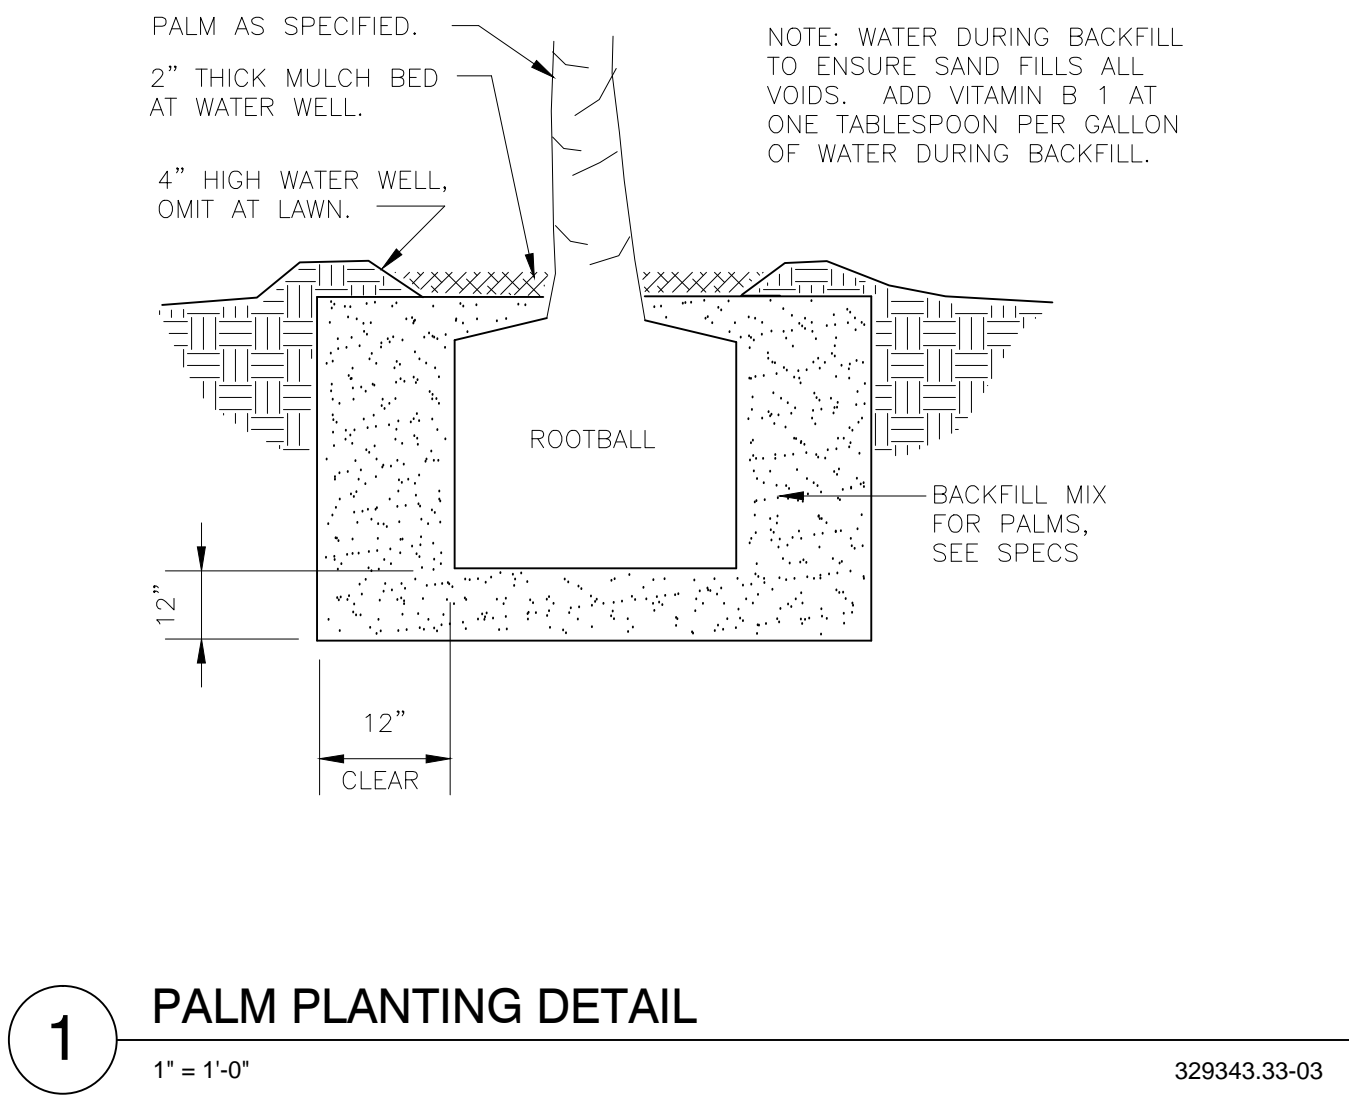 PALM AS SPECIFIED.
2” THICK MULCH BED
AT WATER WELL.
4” HIGH WATER WELL,
OMIT AT LAWN.
NOTE: WATER DURING BACKFILL
TO ENSURE SAND FILLS ALL
VOIDS. ADD VITAMIN B 1 AT
ONE TABLESPOON PER GALLON
OF WATER DURING BACKFILL.
ROOTBALL
BACKFILL MIX
FOR PALMS,
SEE SPECS
12”
12”
CLEAR
1
PALM PLANTING DETAIL
1" = 1'-0"
329343.33-03